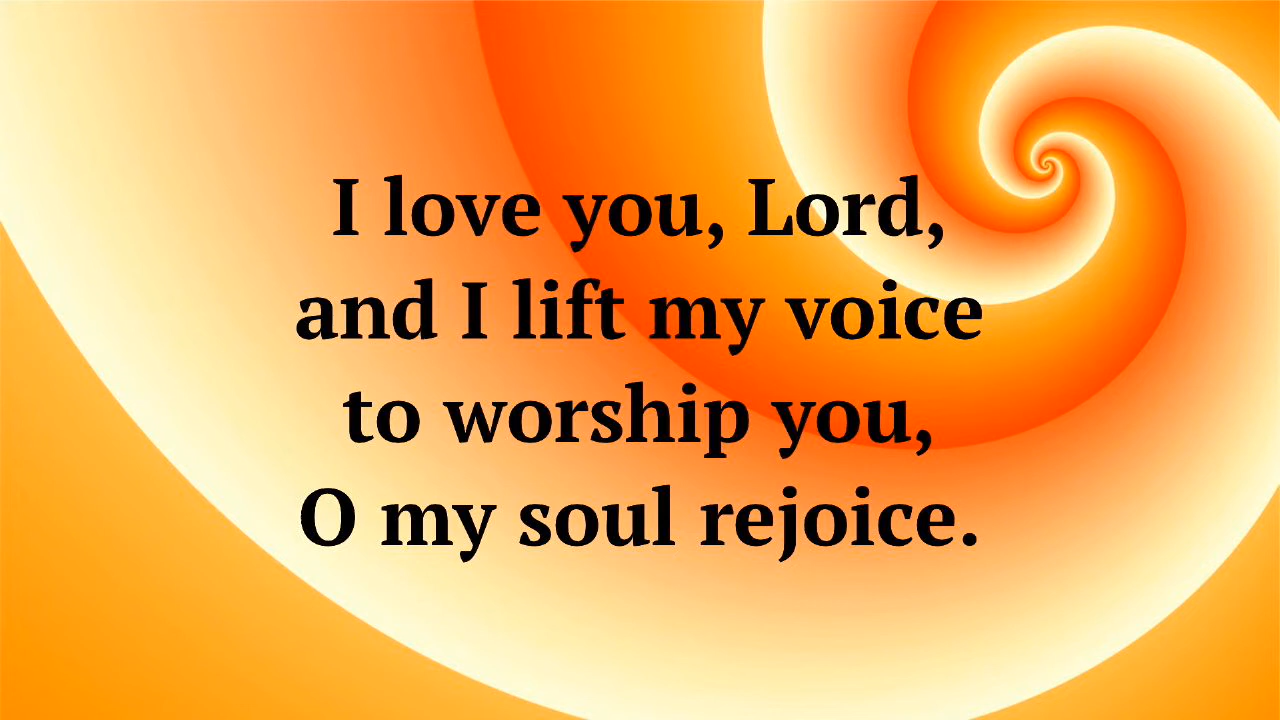 I love you, Lord,
and I lift my voice
to worship you,
O my soul rejoice.